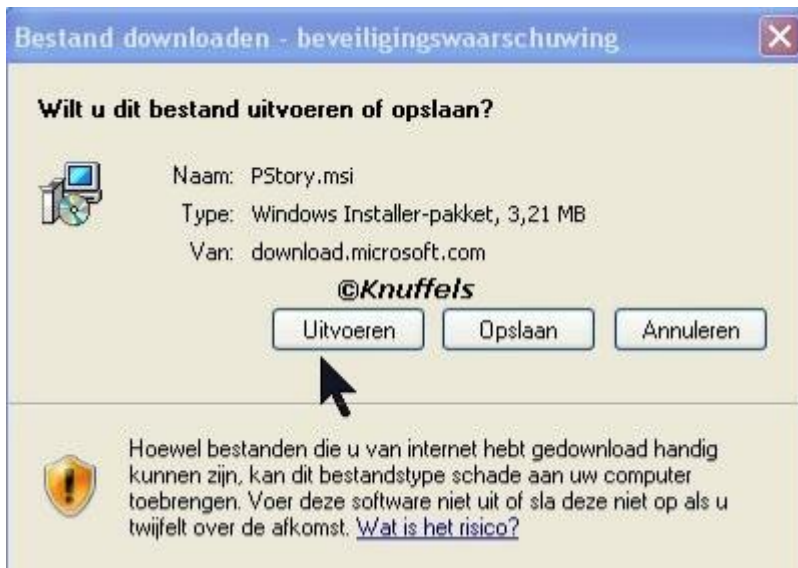 Bestand downloaden - beveiligingswaarschuwing
Wilt u dit bestand uitvoeren of opslaan?
Naam: PStory.msi
Type: Windows Installer-pakket, 3,21 MB
Van: download.microsoft.com
©Knuffels
Uitvoeren Opslaan Annuleren
Hoewel bestanden die u van internet hebt gedownload handig
kunnen zijn, kan dit bestandstype schade aan uw computer
toebrengen. Voer deze software niet uit of sla deze niet op als u
twijfelt over de afkomst. Wat is het risico?